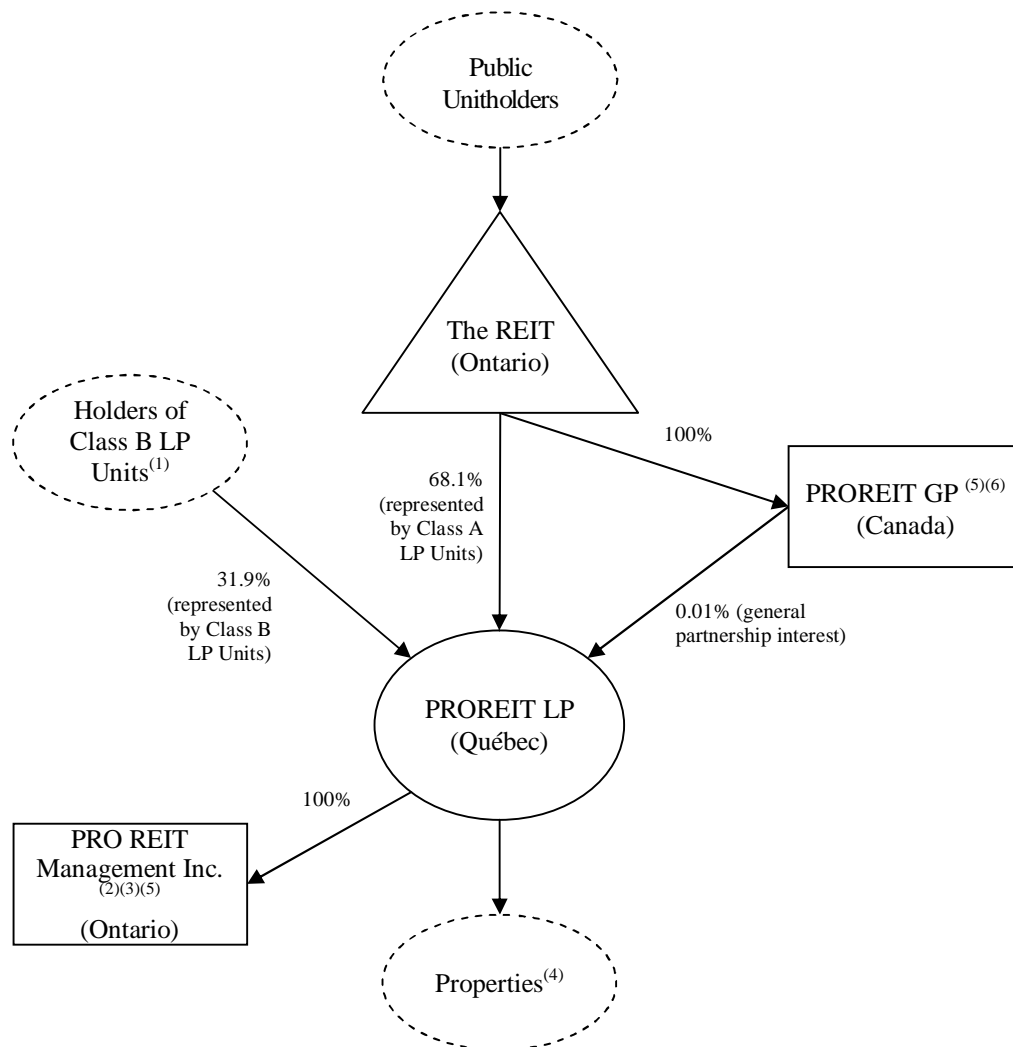 Public
Unitholders
The REIT
(Ontario)
Holders of
Class B LP
Units(1)
100%
68.1%
(represented
by Class A
LP Units)
PROREIT GP (5)(6)
(Canada)
31.9%
(represented
by Class B
LP Units)
0.01% (general
partnership interest)
PROREIT LP
(Québec)
100%
PRO REIT
Management Inc.
(2)(3)(5)
(Ontario)
Properties(4)